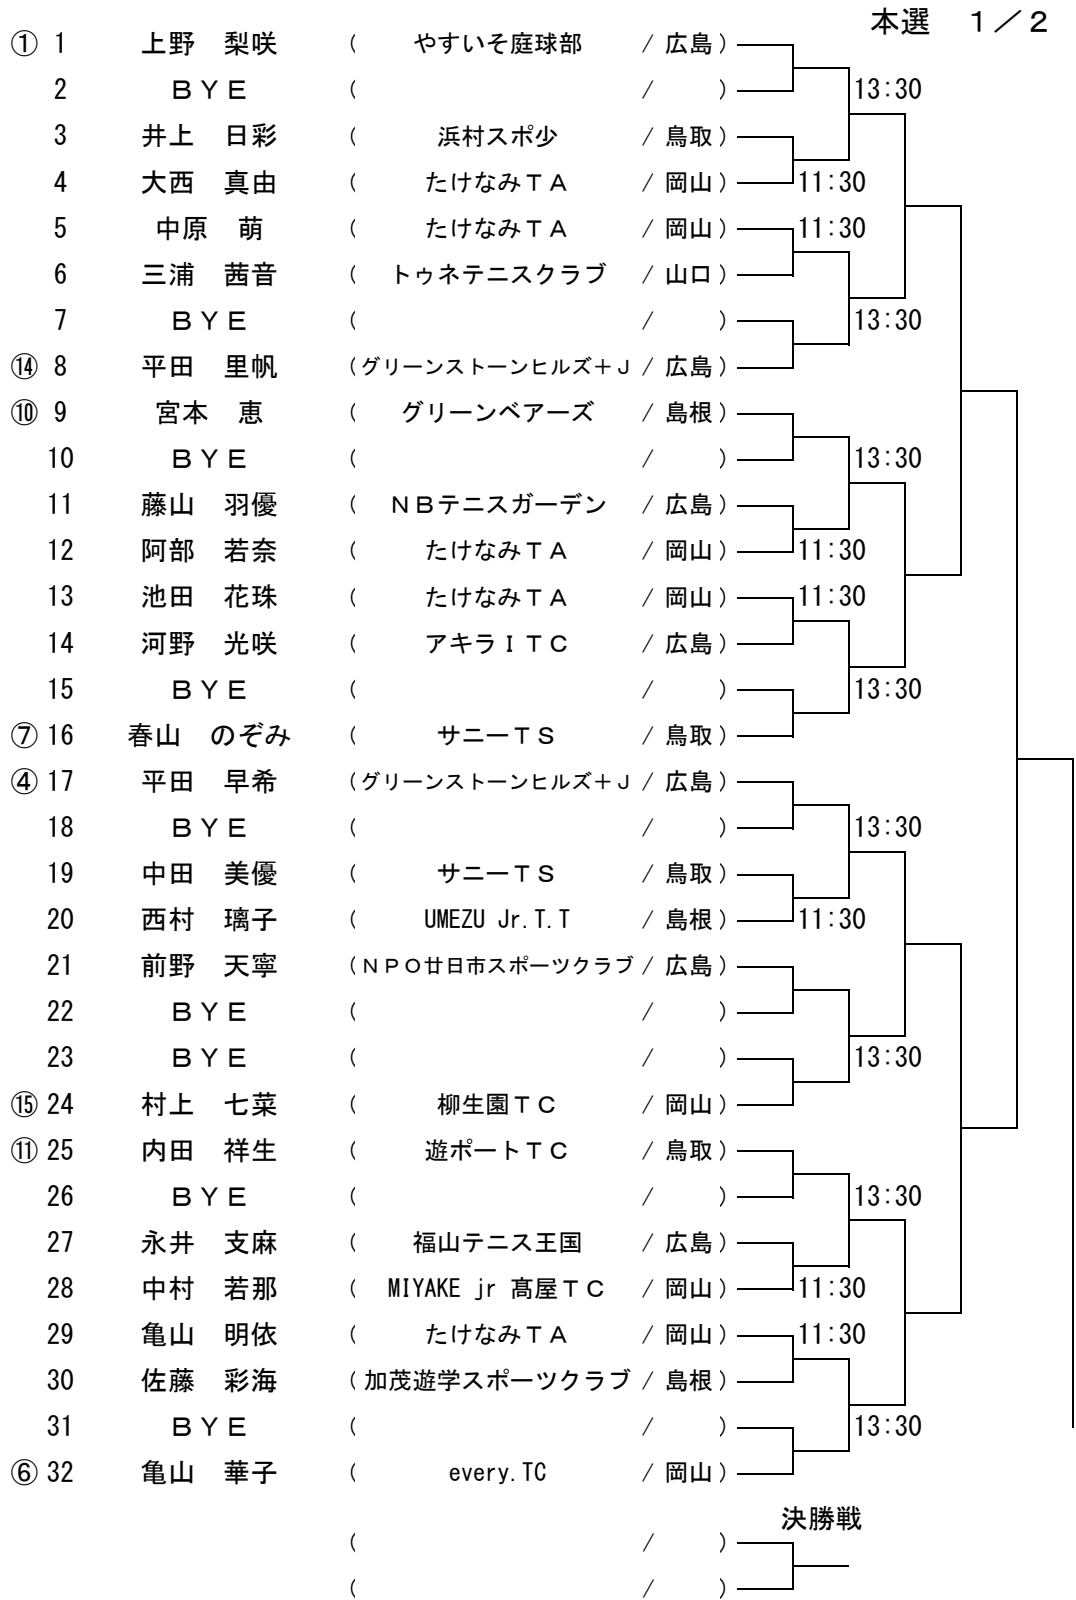 本選　１／２
① 1 上野　梨咲 ( やすいそ庭球部 / 広島 )
2 ＢＹＥ ( / ) 13:30
3 井上　日彩 ( 浜村スポ少 / 鳥取 )
4 大西　真由 ( たけなみＴＡ / 岡山 ) 11:30
5 中原　萌 ( たけなみＴＡ / 岡山 ) 11:30
6 三浦　茜音 ( トゥネテニスクラブ / 山口 )
7 ＢＹＥ ( / ) 13:30
⑭ 8 平田　里帆 ( グリーンストーンヒルズ＋Ｊ / 広島 )
⑩ 9 宮本　恵 ( グリーンベアーズ / 島根 )
10 ＢＹＥ ( / ) 13:30
11 藤山　羽優 ( ＮＢテニスガーデン / 広島 )
12 阿部　若奈 ( たけなみＴＡ / 岡山 ) 11:30
13 池田　花珠 ( たけなみＴＡ / 岡山 ) 11:30
14 河野　光咲 ( アキラＩＴＣ / 広島 )
15 ＢＹＥ ( / ) 13:30
⑦ 16 春山　のぞみ ( サニーＴＳ / 鳥取 )
④ 17 平田　早希 ( グリーンストーンヒルズ＋Ｊ / 広島 )
18 ＢＹＥ ( / ) 13:30
19 中田　美優 ( サニーＴＳ / 鳥取 )
20 西村　璃子 ( UMEZU Jr.T.T / 島根 ) 11:30
21 前野　天寧 ( ＮＰＯ廿日市スポーツクラブ / 広島 )
22 ＢＹＥ ( / )
23 ＢＹＥ ( / ) 13:30
⑮ 24 村上　七菜 ( 柳生園ＴＣ / 岡山 )
⑪ 25 内田　祥生 ( 遊ポートＴＣ / 鳥取 )
26 ＢＹＥ ( / ) 13:30
27 永井　支麻 ( 福山テニス王国 / 広島 )
28 中村　若那 ( MIYAKE jr 髙屋ＴＣ / 岡山 ) 11:30
29 亀山　明依 ( たけなみＴＡ / 岡山 ) 11:30
30 佐藤　彩海 ( 加茂遊学スポーツクラブ / 島根 )
31 ＢＹＥ ( / ) 13:30
⑥ 32 亀山　華子 ( every.TC / 岡山 )
決勝戦
( / )
( / )